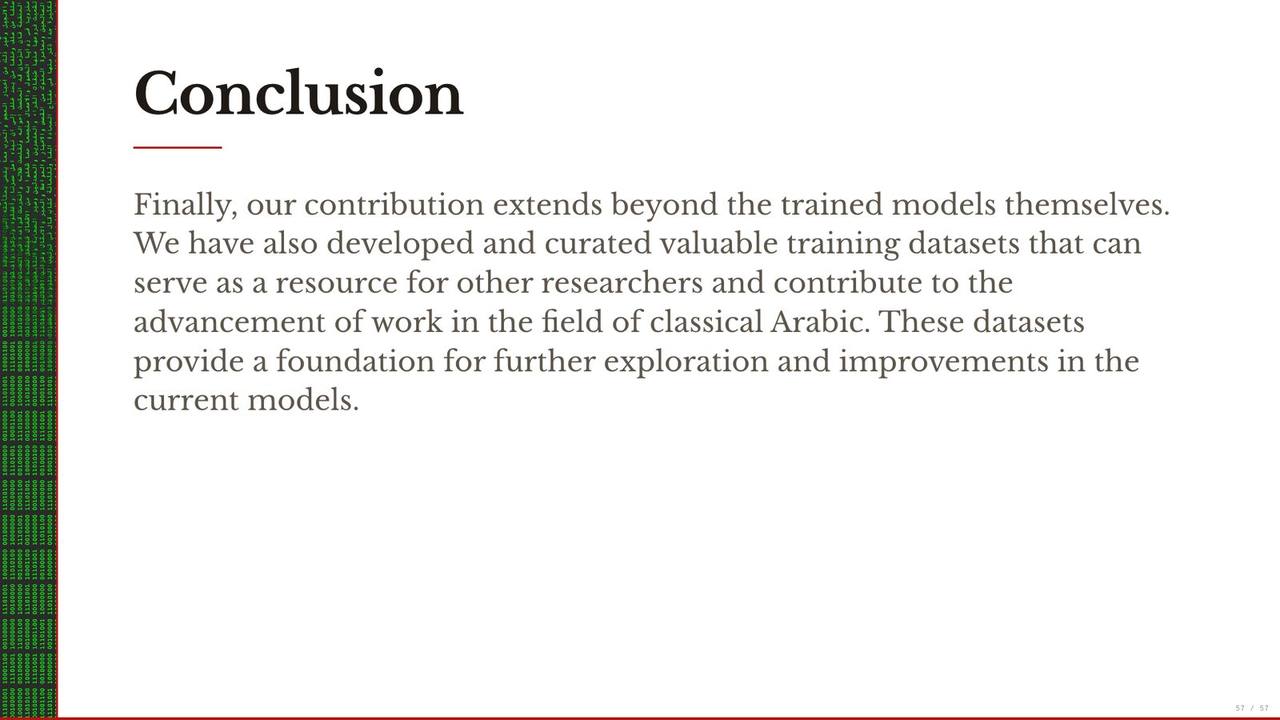 Conclusion
Finally, our contribution extends beyond the trained models themselves.
We have also developed and curated valuable training datasets that can
serve as a resource for other researchers and contribute to the
advancement of work in the field of classical Arabic. These datasets
provide a foundation for further exploration and improvements in the
current models.
57 / 57